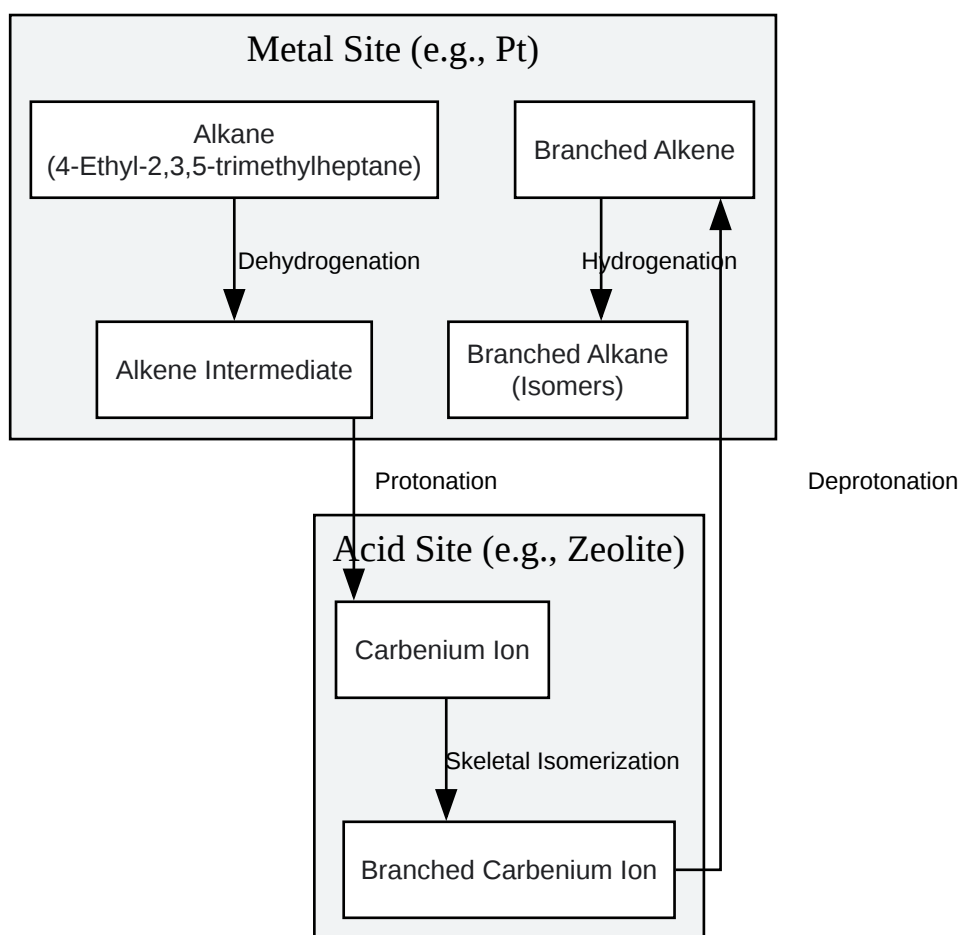 Metal Site (e.g., Pt)
Alkane
(4-Ethyl-2,3,5-trimethylheptane)
Branched Alkene
Dehydrogenation
Hydrogenation
Alkene Intermediate
Branched Alkane
(Isomers)
Protonation
Deprotonation
Acid Site (e.g., Zeolite)
Carbenium Ion
Skeletal Isomerization
Branched Carbenium Ion